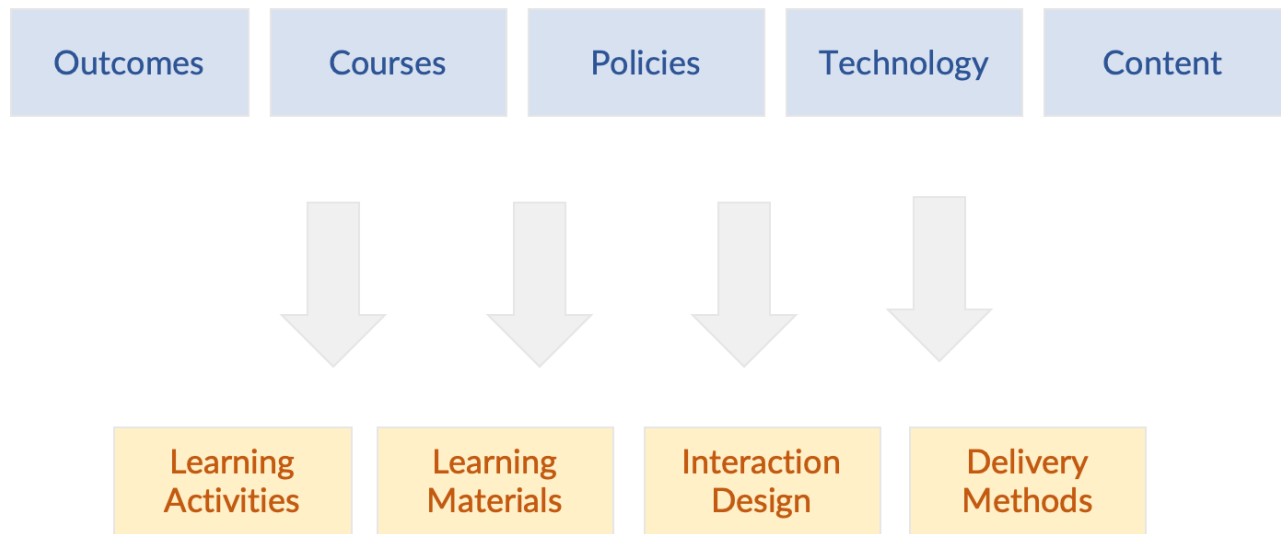 Outcomes
Courses
Policies
Technology
Content
Learning
Activities
Learning
Materials
Interaction
Design
Delivery
Methods